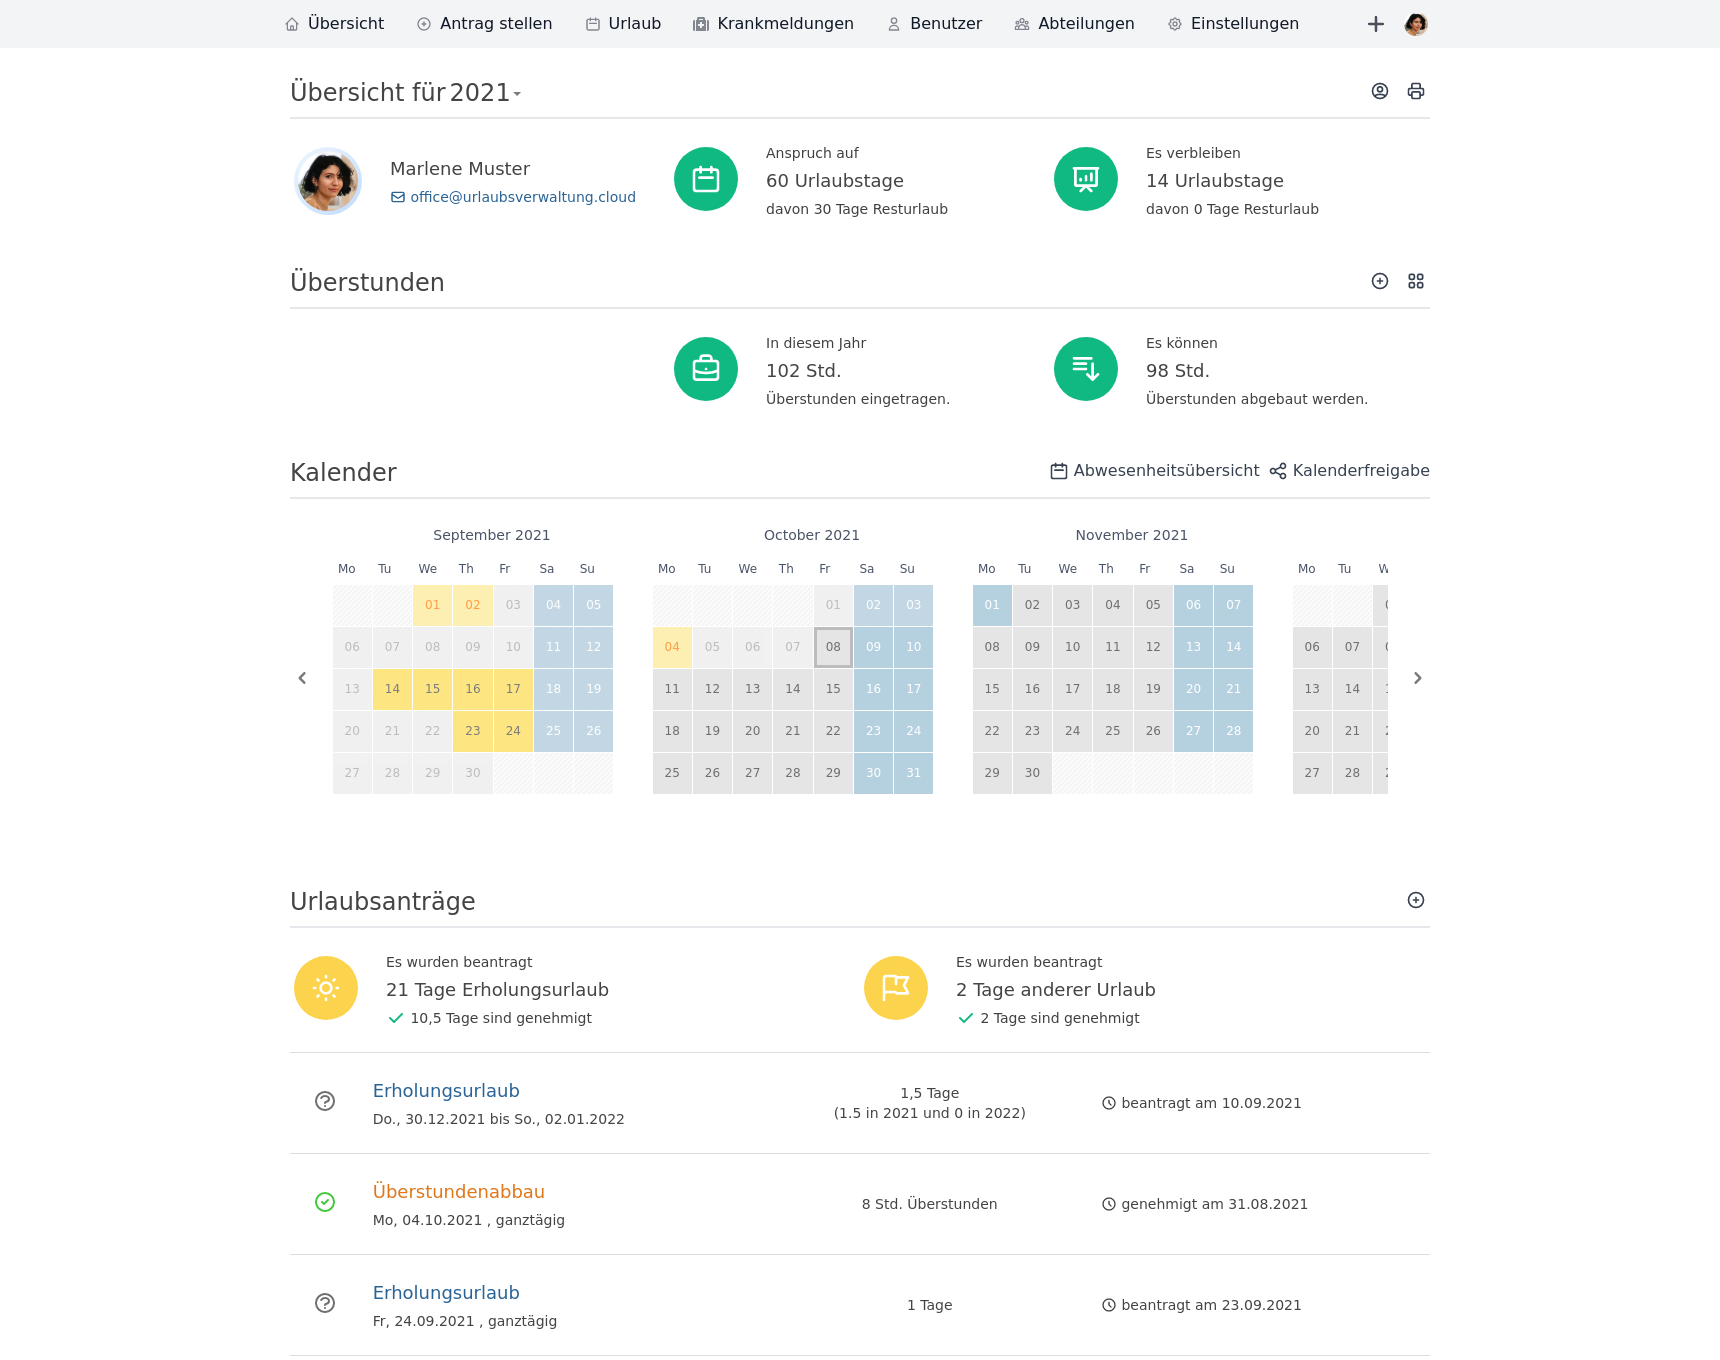 Übersicht Antrag stellen Urlaub Krankmeldungen Benutzer Abteilungen Einstellungen
Übersicht für 2021
Marlene Muster
office@urlaubsverwaltung.cloud
Anspruch auf
60 Urlaubstage
davon 30 Tage Resturlaub
Es verbleiben
14 Urlaubstage
davon 0 Tage Resturlaub
Überstunden
In diesem Jahr
102 Std.
Überstunden eingetragen.
Es können
98 Std.
Überstunden abgebaut werden.
Kalender
Abwesenheitsübersicht Kalenderfreigabe
September 2021
Mo Tu We Th Fr Sa Su
01 02 03 04 05
06 07 08 09 10 11 12
13 14 15 16 17 18 19
20 21 22 23 24 25 26
27 28 29 30
October 2021
Mo Tu We Th Fr Sa Su
01 02 03
04 05 06 07 08 09 10
11 12 13 14 15 16 17
18 19 20 21 22 23 24
25 26 27 28 29 30 31
November 2021
Mo Tu We Th Fr Sa Su
01 02 03 04 05 06 07
08 09 10 11 12 13 14
15 16 17 18 19 20 21
22 23 24 25 26 27 28
29 30
Mo Tu
06 07
13 14
20 21
27 28
Urlaubsanträge
Es wurden beantragt
21 Tage Erholungsurlaub
10,5 Tage sind genehmigt
Es wurden beantragt
2 Tage anderer Urlaub
2 Tage sind genehmigt
Erholungsurlaub
Do., 30.12.2021 bis So., 02.01.2022
1,5 Tage
(1.5 in 2021 und 0 in 2022)
beantragt am 10.09.2021
Überstundenabbau
Mo, 04.10.2021 , ganztägig
8 Std. Überstunden
genehmigt am 31.08.2021
Erholungsurlaub
Fr, 24.09.2021 , ganztägig
1 Tage
beantragt am 23.09.2021